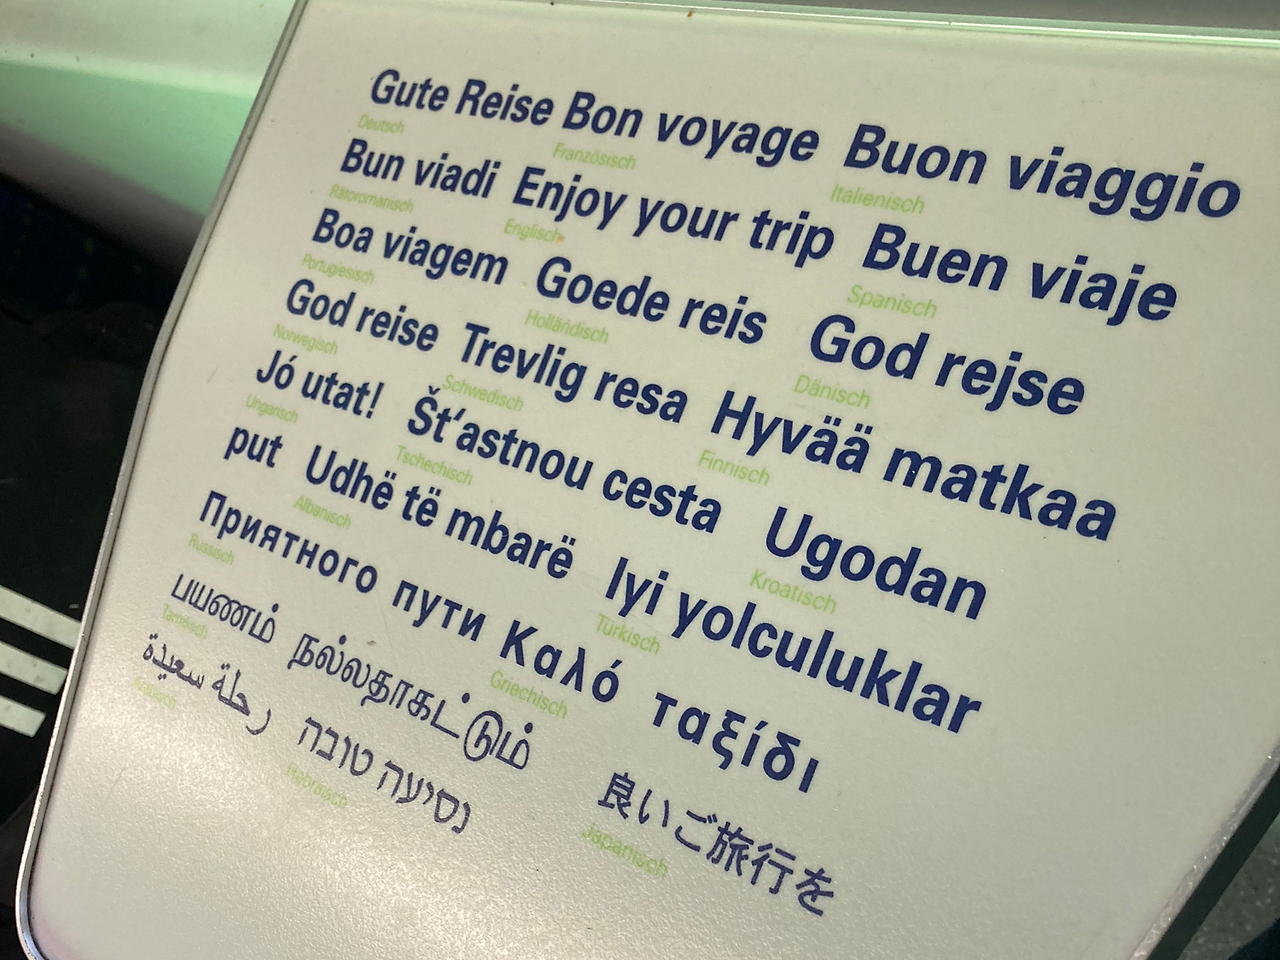 Gute Reise Bon voyage Buon viaggio
Deutsch Französisch Italienisch
Bun viadi Enjoy your trip Buen viaje
Rätoromanisch Englisch Spanisch
Boa viagem Goede reis God rejse
Portugiesisch Holländisch Dänisch
God reise Trevlig resa Hyvää matkaa
Norwegisch Schwedisch Finnisch
Jó utat! Št’astnou cesta Ugodan
Ungarisch Tschechisch Kroatisch
put Udhë të mbarë Iyi yolculuklar
Albanisch Türkisch
Приятного пути Καλό ταξίδι
Russisch Griechisch
பயணம் நல்லதாகட்டும் 良いご旅行を
Tamilisch Japanisch
رحلة سعيدة נסיעה טובה
Arabisch Hebräisch